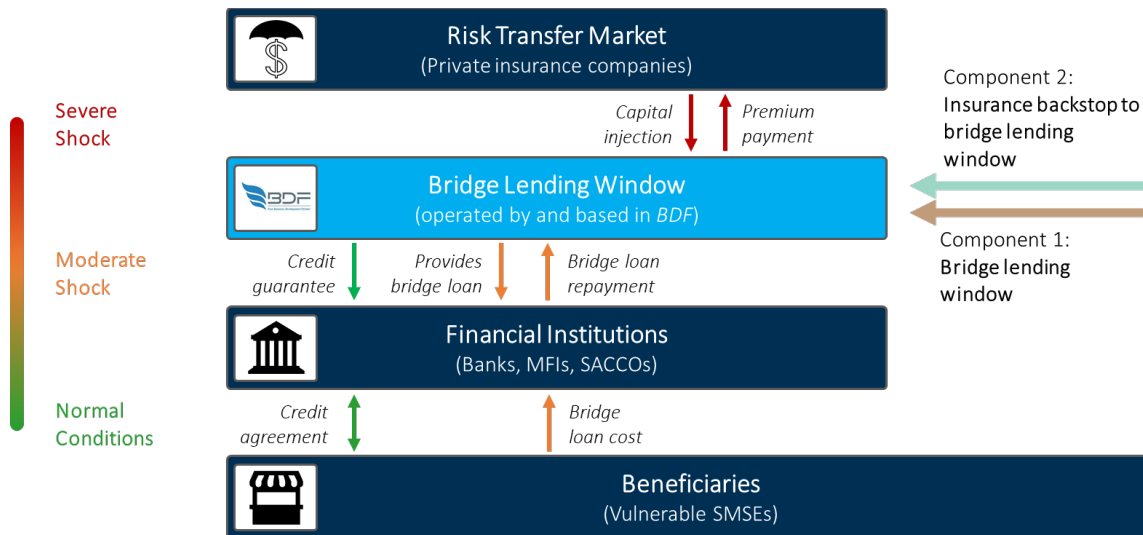 Risk Transfer Market
(Private insurance companies)
Severe
Shock
Capital
injection
Premium
payment
Component 2:
Insurance backstop to
bridge lending
window
BDF
Bridge Lending Window
(operated by and based in BDF)
Component 1:
Bridge lending
window
Moderate
Shock
Credit
guarantee
Provides
bridge loan
Bridge loan
repayment
Financial Institutions
(Banks, MFIs, SACCOs)
Normal
Conditions
Credit
agreement
Bridge
loan cost
Beneficiaries
(Vulnerable SMSEs)